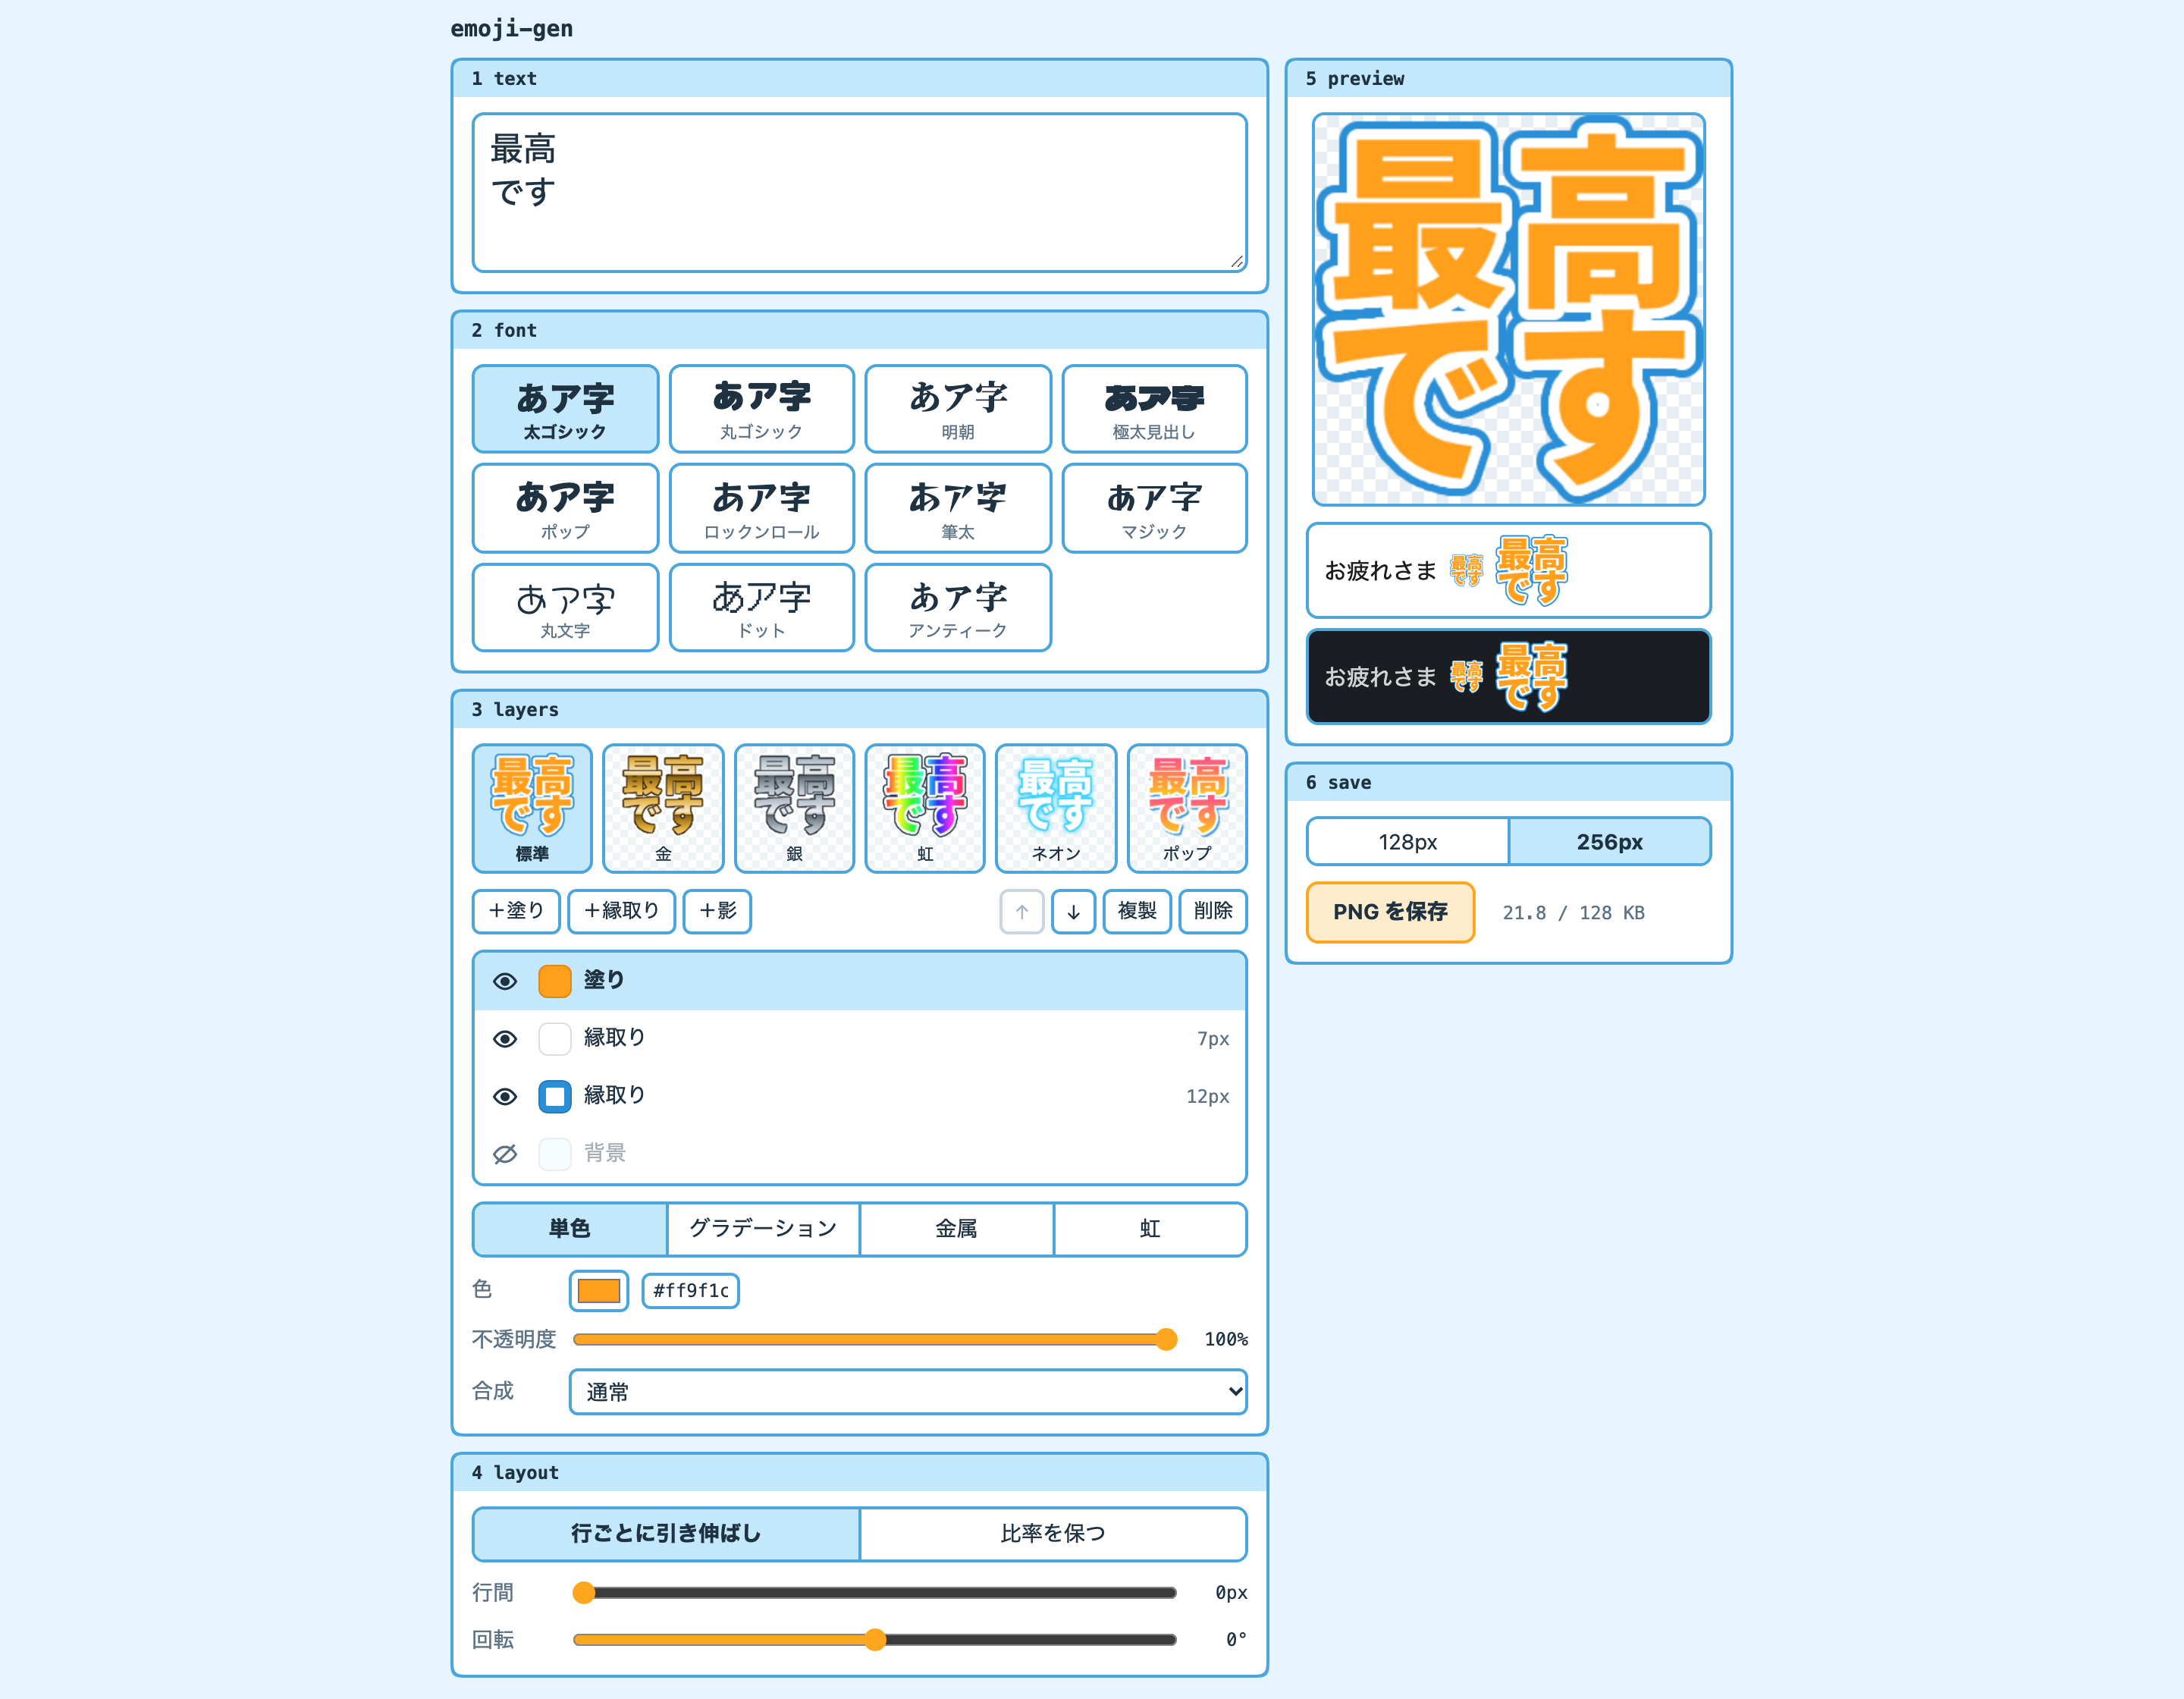 emoji-gen
1 text
最高
です
2 font
あア字
太ゴシック
あア字
丸ゴシック
あア字
明朝
あア字
極太見出し
あア字
ポップ
あア字
ロックンロール
あア字
筆太
あア字
マジック
あア字
丸文字
あア字
ドット
あア字
アンティーク
3 layers
最高
です
標準
最高
です
金
最高
です
銀
最高
です
虹
最高
です
ネオン
最高
です
ポップ
+塗り +縁取り +影 ↑ ↓ 複製 削除
塗り
縁取り 7px
縁取り 12px
背景
単色 グラデーション 金属 虹
色 #ff9f1c
不透明度 100%
合成 通常
4 layout
行ごとに引き伸ばし 比率を保つ
行間 0px
回転 0°
5 preview
最高
です
お疲れさま 最高
です 最高
です
お疲れさま 最高
です 最高
です
6 save
128px 256px
PNG を保存 21.8 / 128 KB